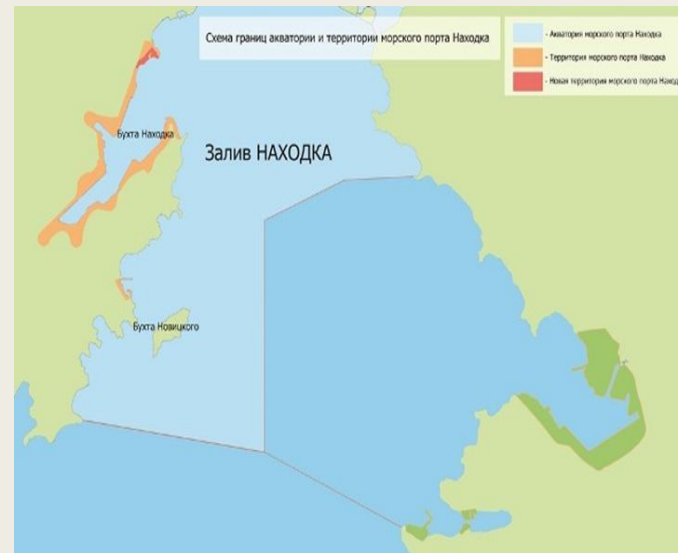 Схема границ акватории и территории морского порта Находка
- Акватория морского порта Находка
- Территория морского порта Находка
- Новая территория морского порта Наход
Бухта Находка
Залив НАХОДКА
Бухта Новицкого